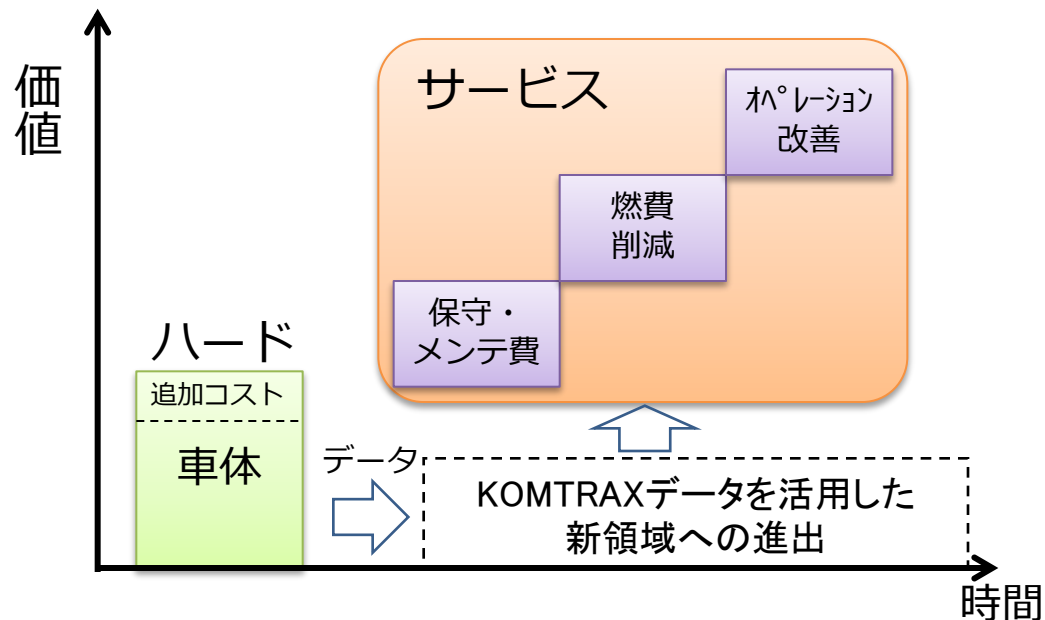 価値
サービス
ｵﾍﾟﾚｰｼｮﾝ
改善
燃費
削減
保守・
メンテ費
ハード
追加コスト
車体
データ
KOMTRAXデータを活用した
新領域への進出
時間